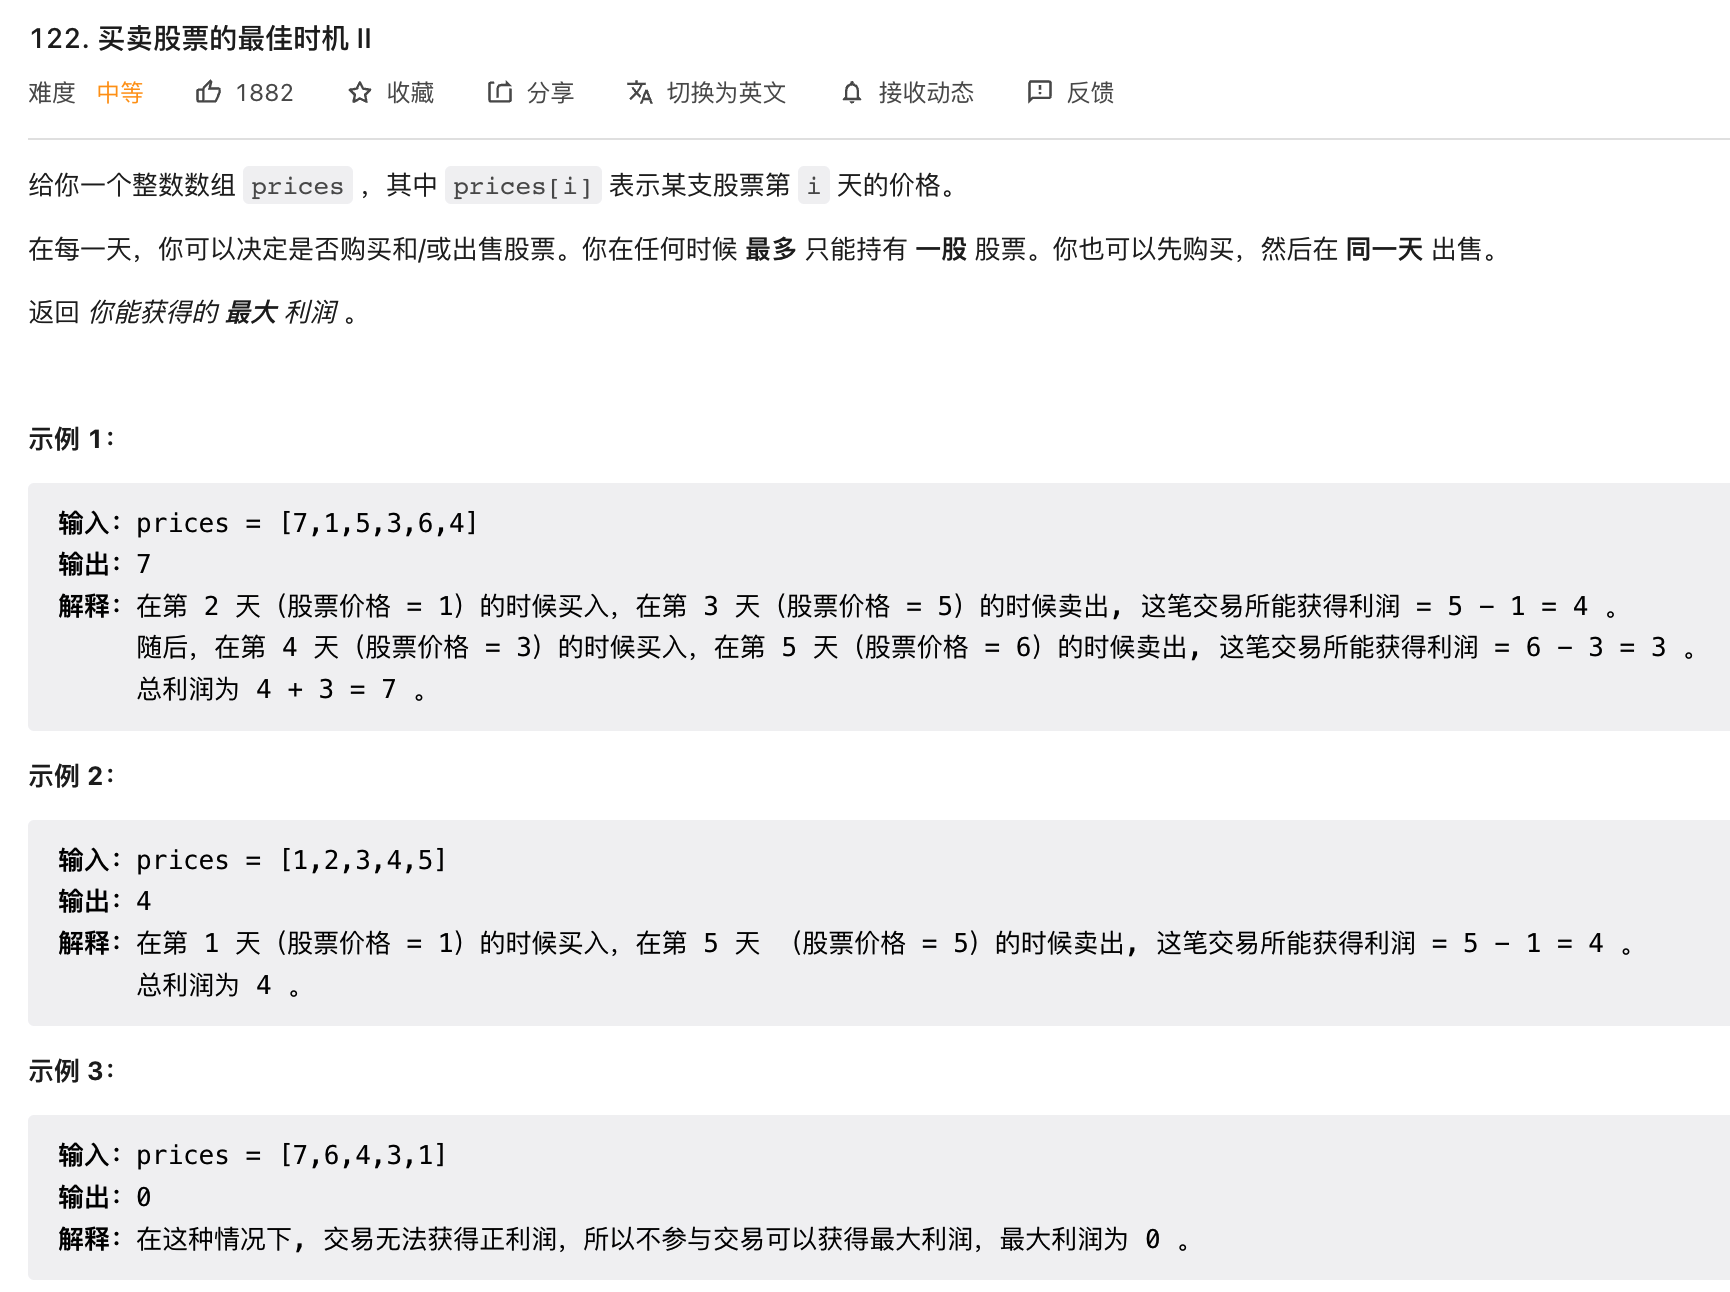 122. 买卖股票的最佳时机 II
难度 中等 1882 收藏 分享 切换为英文 接收动态 反馈
给你一个整数数组 prices ，其中 prices[i] 表示某支股票第 i 天的价格。
在每一天，你可以决定是否购买和/或出售股票。你在任何时候 最多 只能持有 一股 股票。你也可以先购买，然后在 同一天 出售。
返回 你能获得的 最大 利润 。
示例 1：
输入：prices = [7,1,5,3,6,4]
输出：7
解释：在第 2 天（股票价格 = 1）的时候买入，在第 3 天（股票价格 = 5）的时候卖出, 这笔交易所能获得利润 = 5 - 1 = 4 。
随后，在第 4 天（股票价格 = 3）的时候买入，在第 5 天（股票价格 = 6）的时候卖出, 这笔交易所能获得利润 = 6 - 3 = 3 。
总利润为 4 + 3 = 7 。
示例 2：
输入：prices = [1,2,3,4,5]
输出：4
解释：在第 1 天（股票价格 = 1）的时候买入，在第 5 天 （股票价格 = 5）的时候卖出, 这笔交易所能获得利润 = 5 - 1 = 4 。
总利润为 4 。
示例 3：
输入：prices = [7,6,4,3,1]
输出：0
解释：在这种情况下, 交易无法获得正利润，所以不参与交易可以获得最大利润，最大利润为 0 。